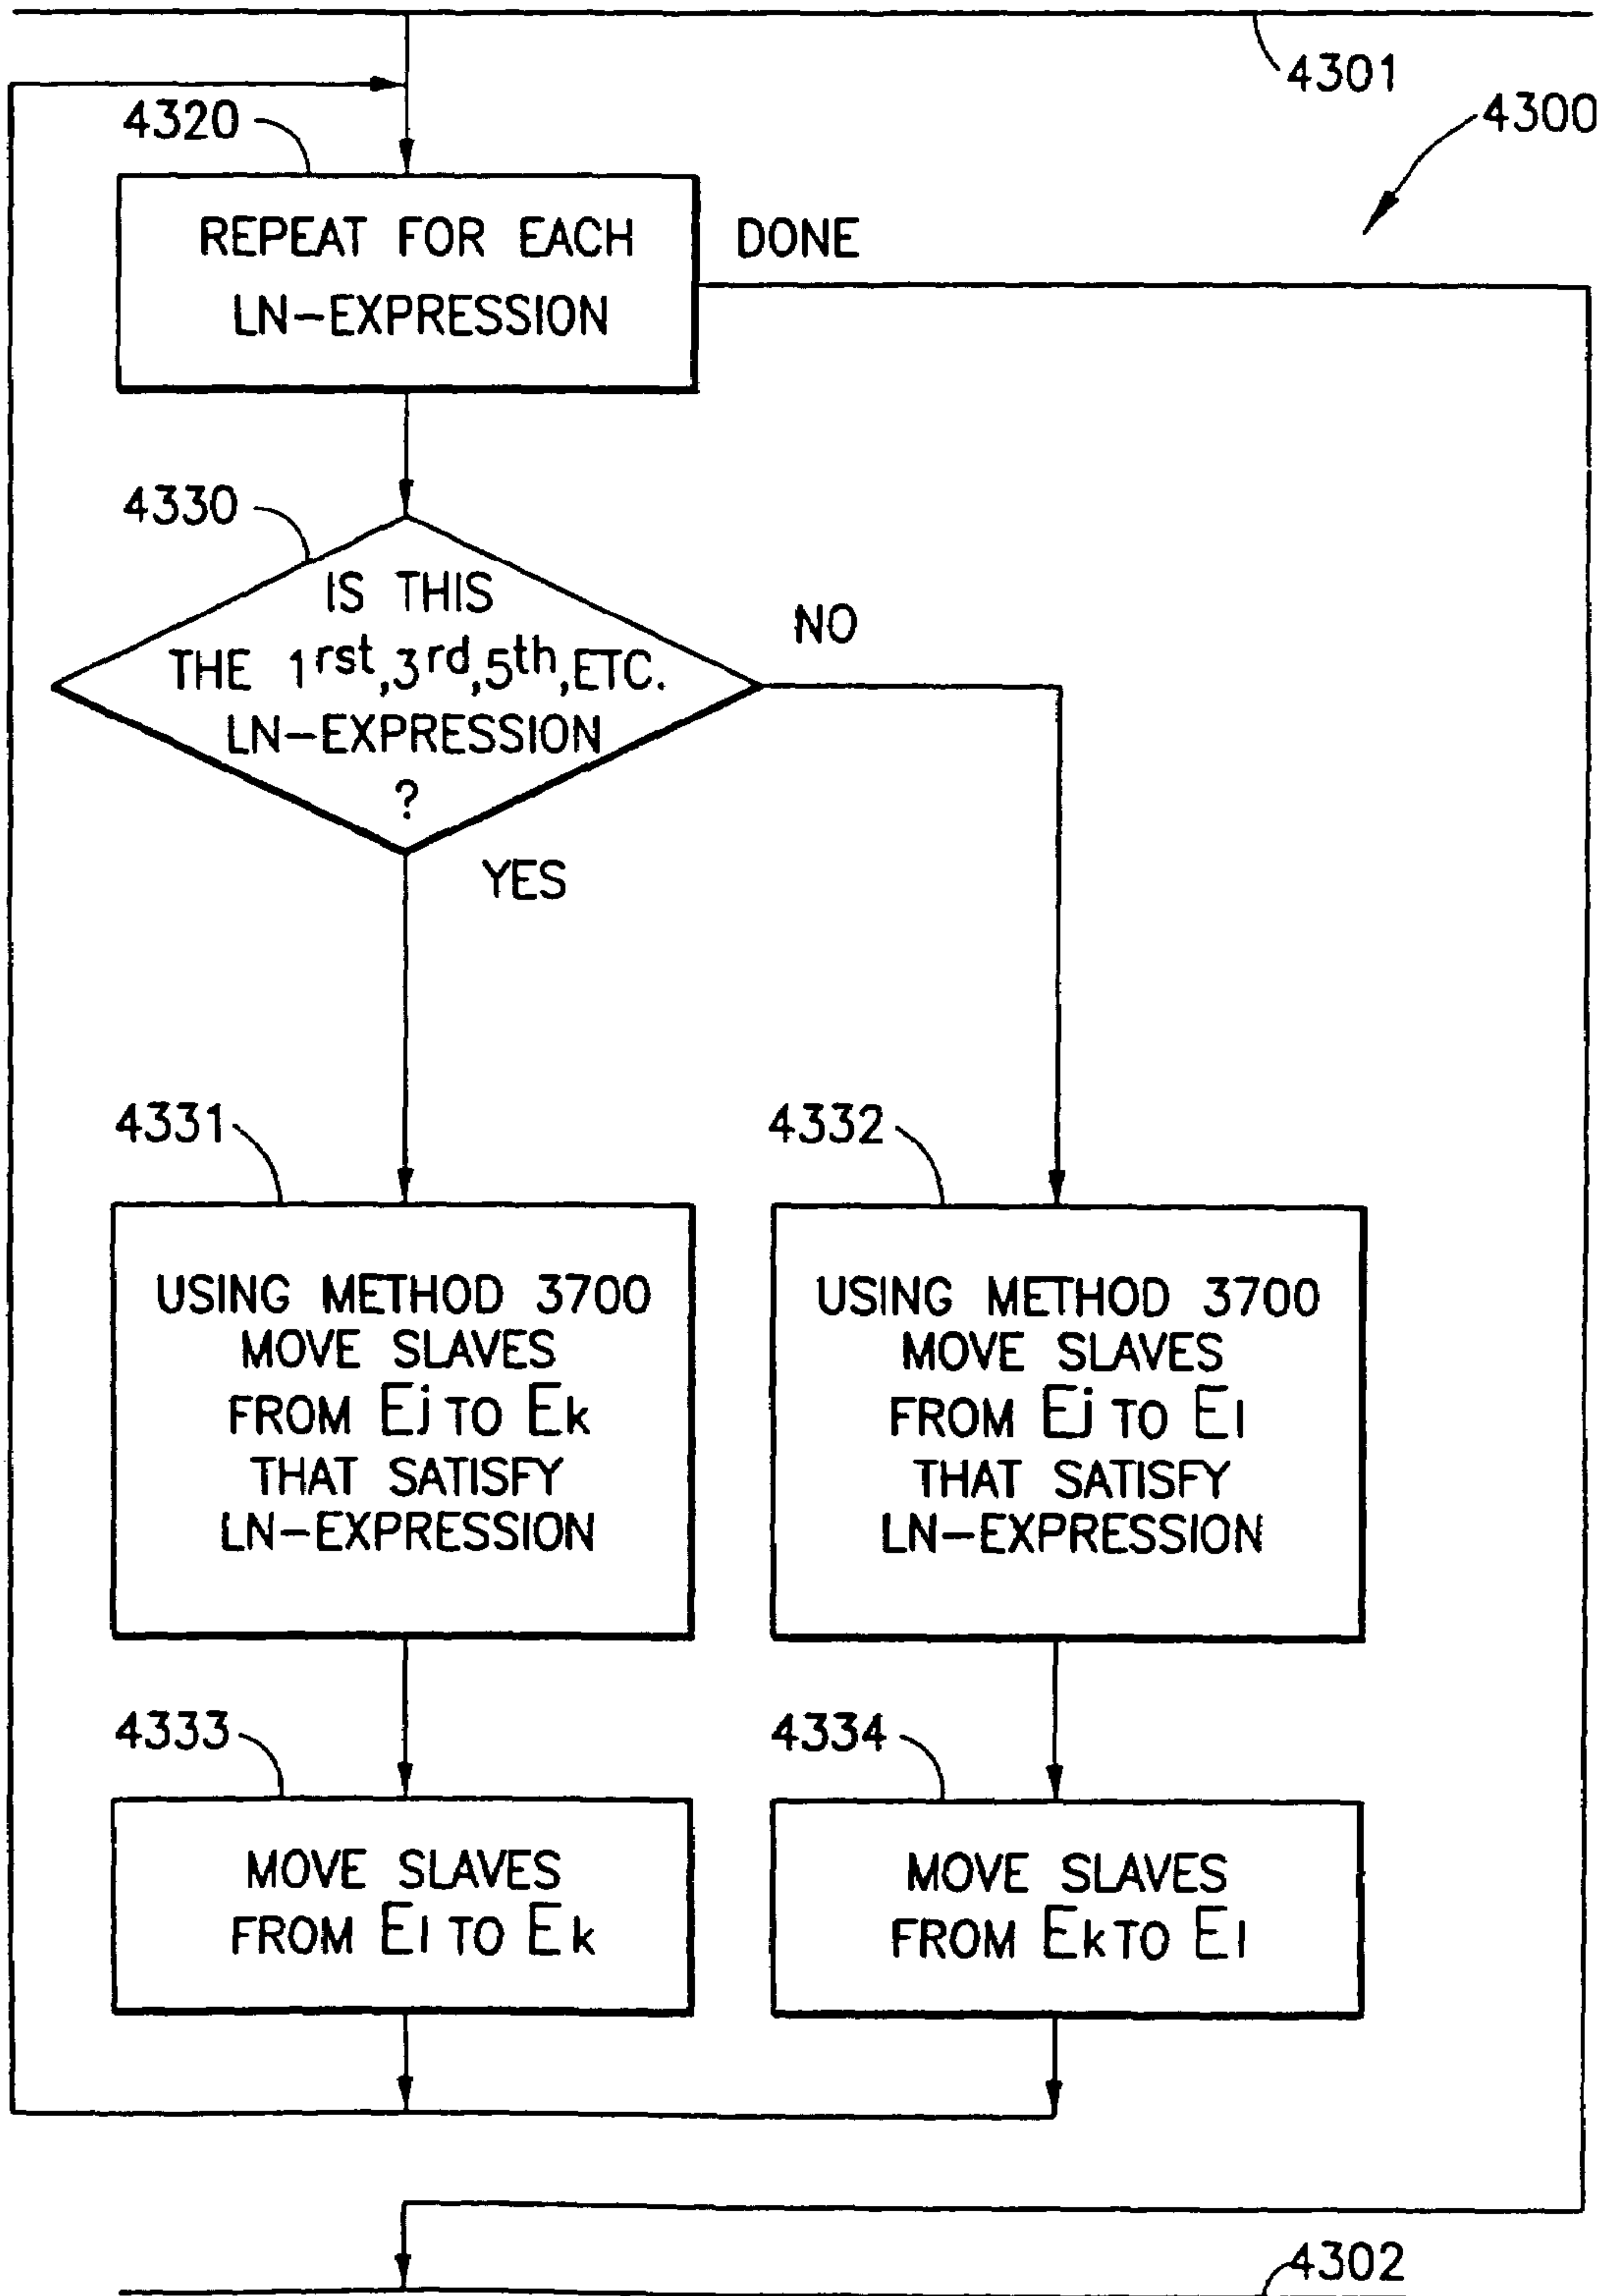 4301
4300
4320
REPEAT FOR EACH
LN-EXPRESSION
DONE
4330
IS THIS
THE 1rst,3rd,5th,ETC.
LN-EXPRESSION
?
NO
YES
4331
USING METHOD 3700
MOVE SLAVES
FROM Ej TO Ek
THAT SATISFY
LN-EXPRESSION
4332
USING METHOD 3700
MOVE SLAVES
FROM Ej TO El
THAT SATISFY
LN-EXPRESSION
4333
MOVE SLAVES
FROM El TO Ek
4334
MOVE SLAVES
FROM Ek TO El
4302